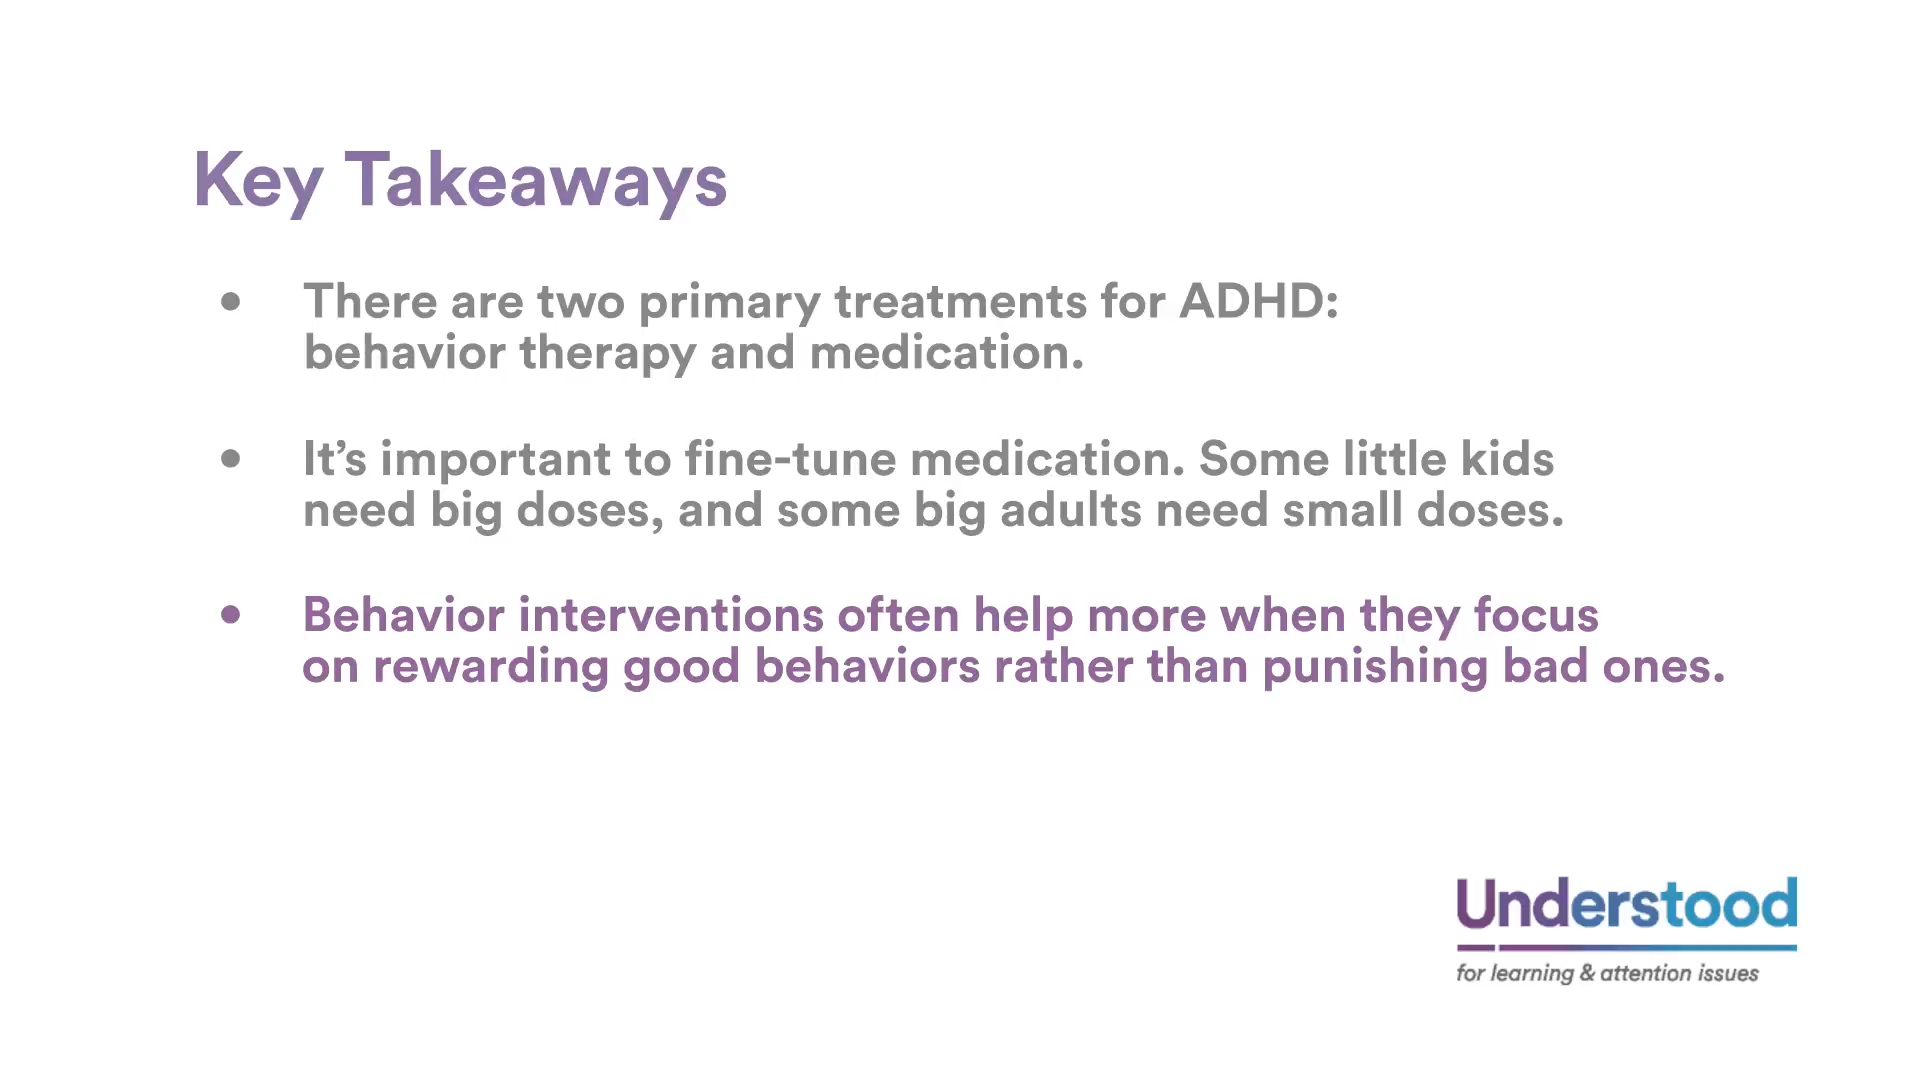 Key Takeaways
• There are two primary treatments for ADHD:
behavior therapy and medication.
• It’s important to fine-tune medication. Some little kids
need big doses, and some big adults need small doses.
• Behavior interventions often help more when they focus
on rewarding good behaviors rather than punishing bad ones.
Understood
for learning & attention issues